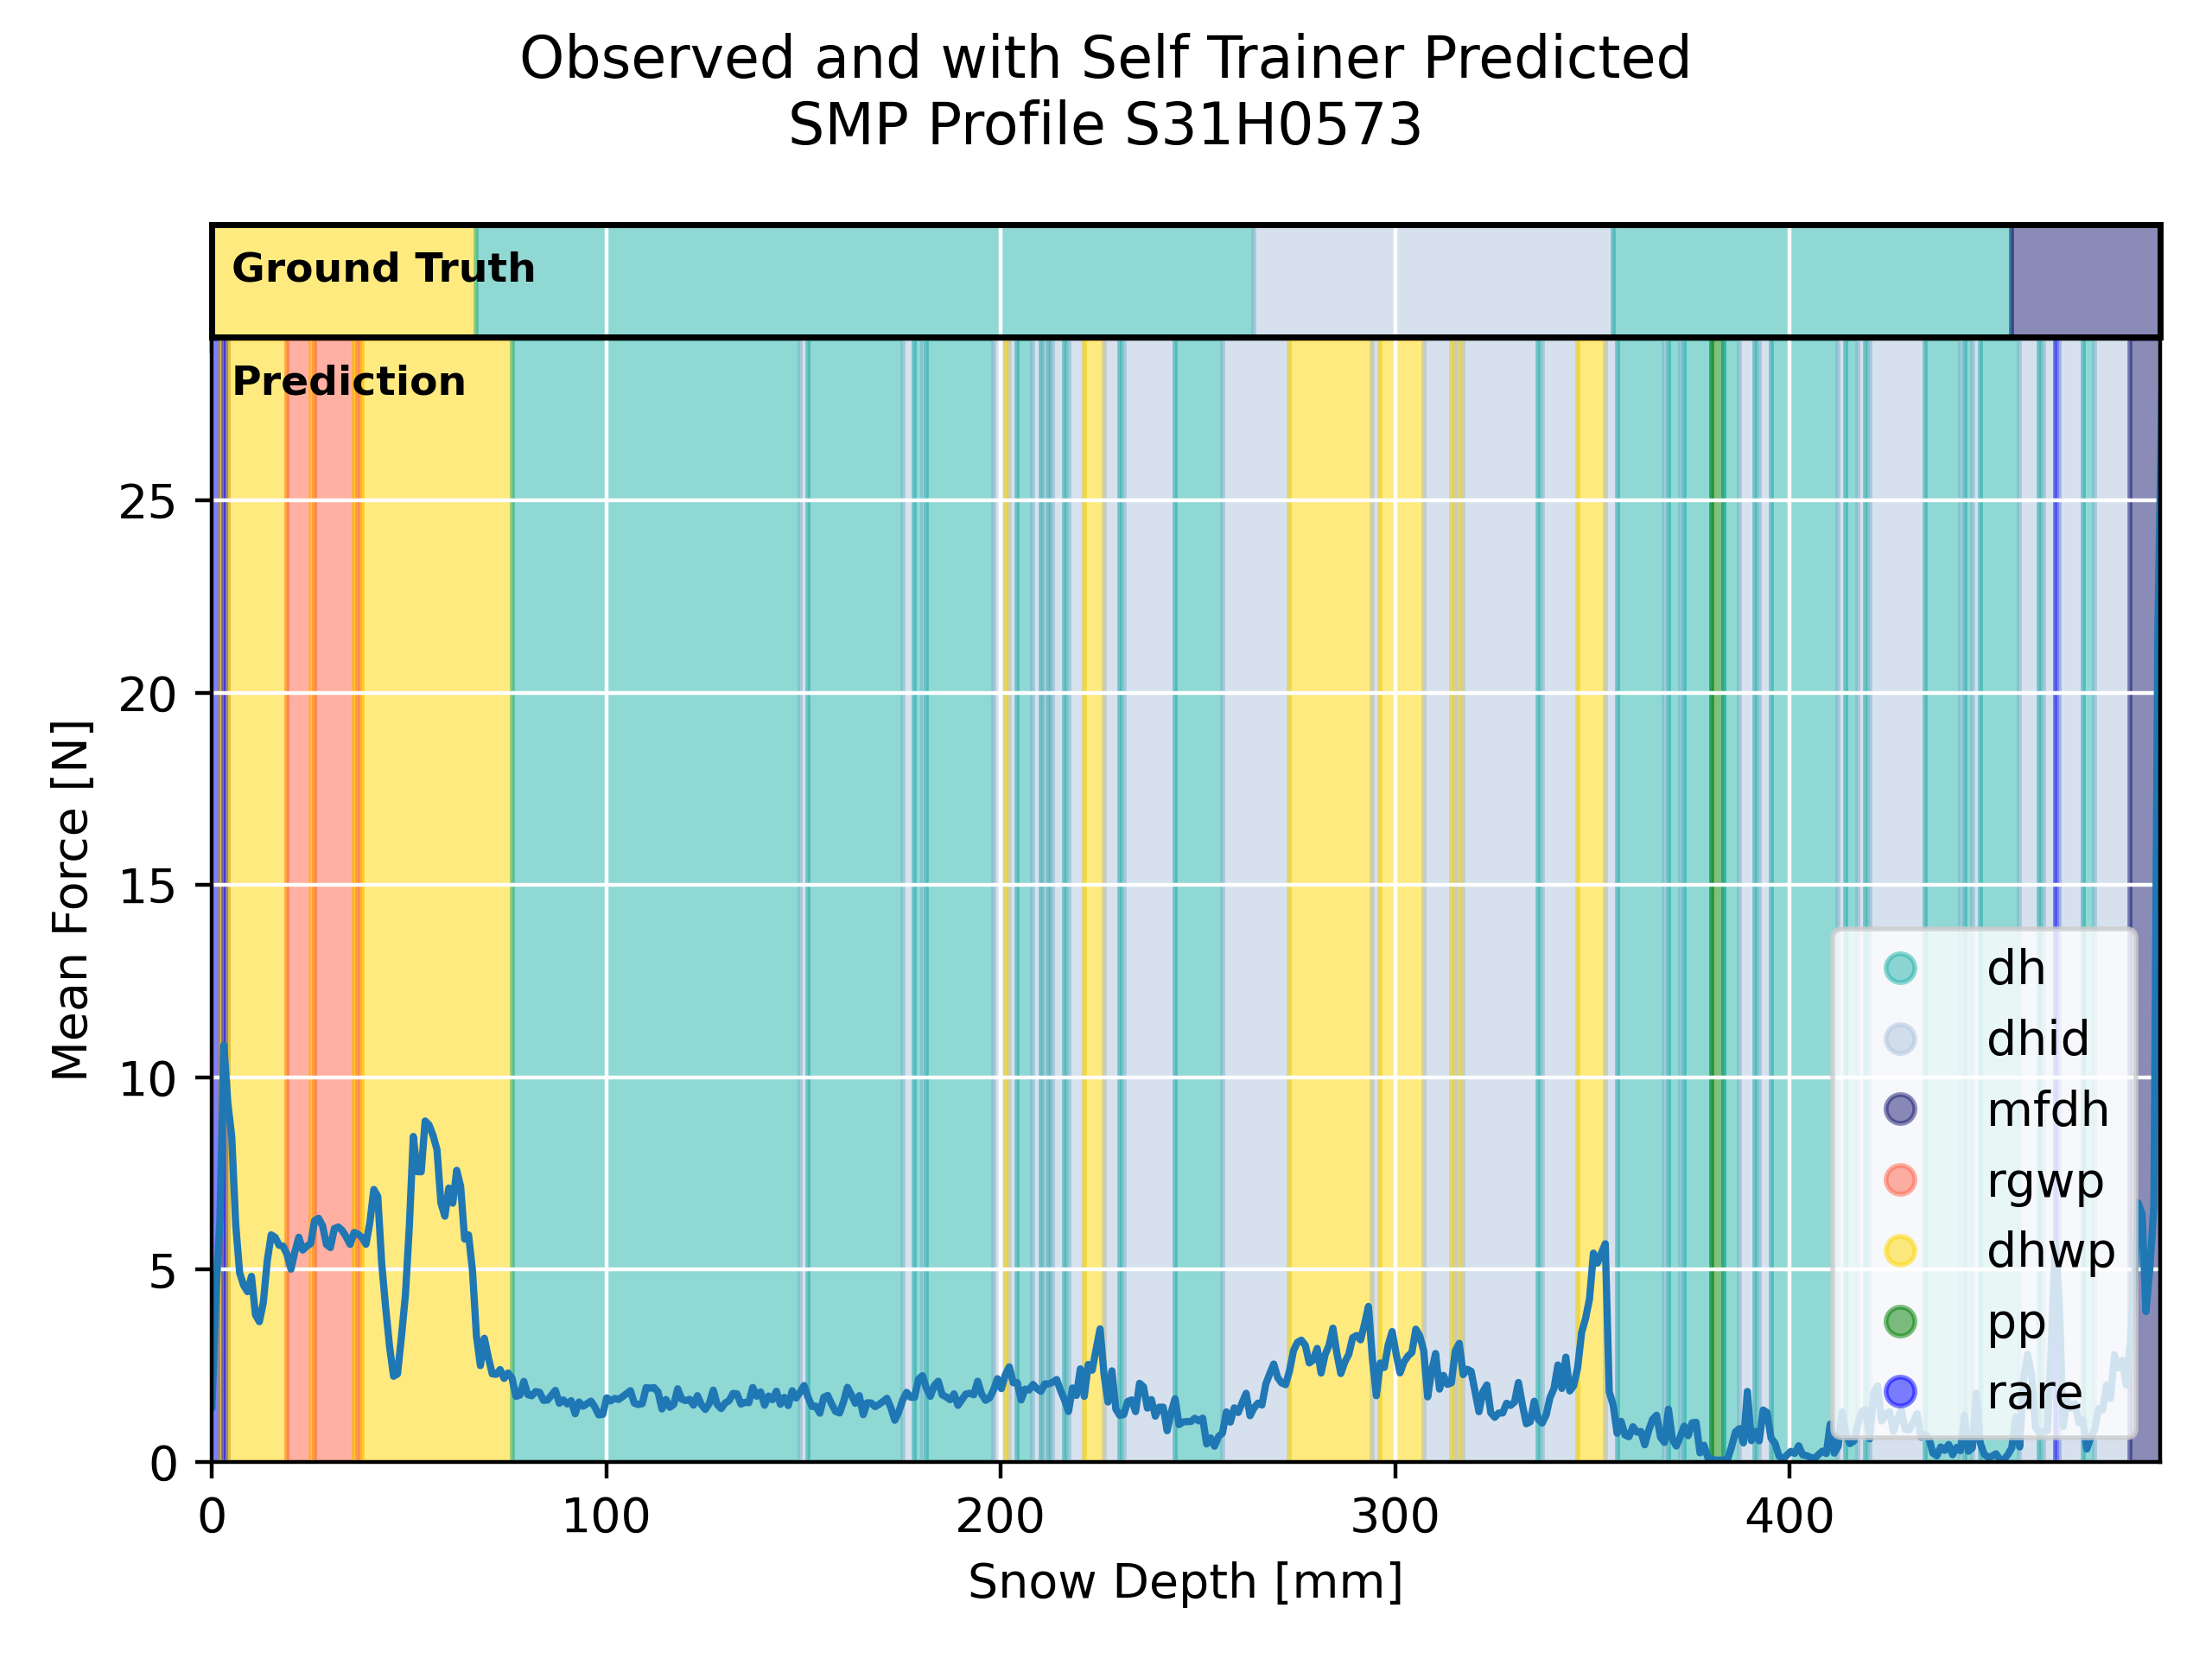 Observed and with Self Trainer Predicted
SMP Profile S31H0573
Ground Truth
Prediction
25
20
15
10
5
0
Mean Force [N]
dh
dhid
mfdh
rgwp
dhwp
pp
rare
0 100 200 300 400
Snow Depth [mm]